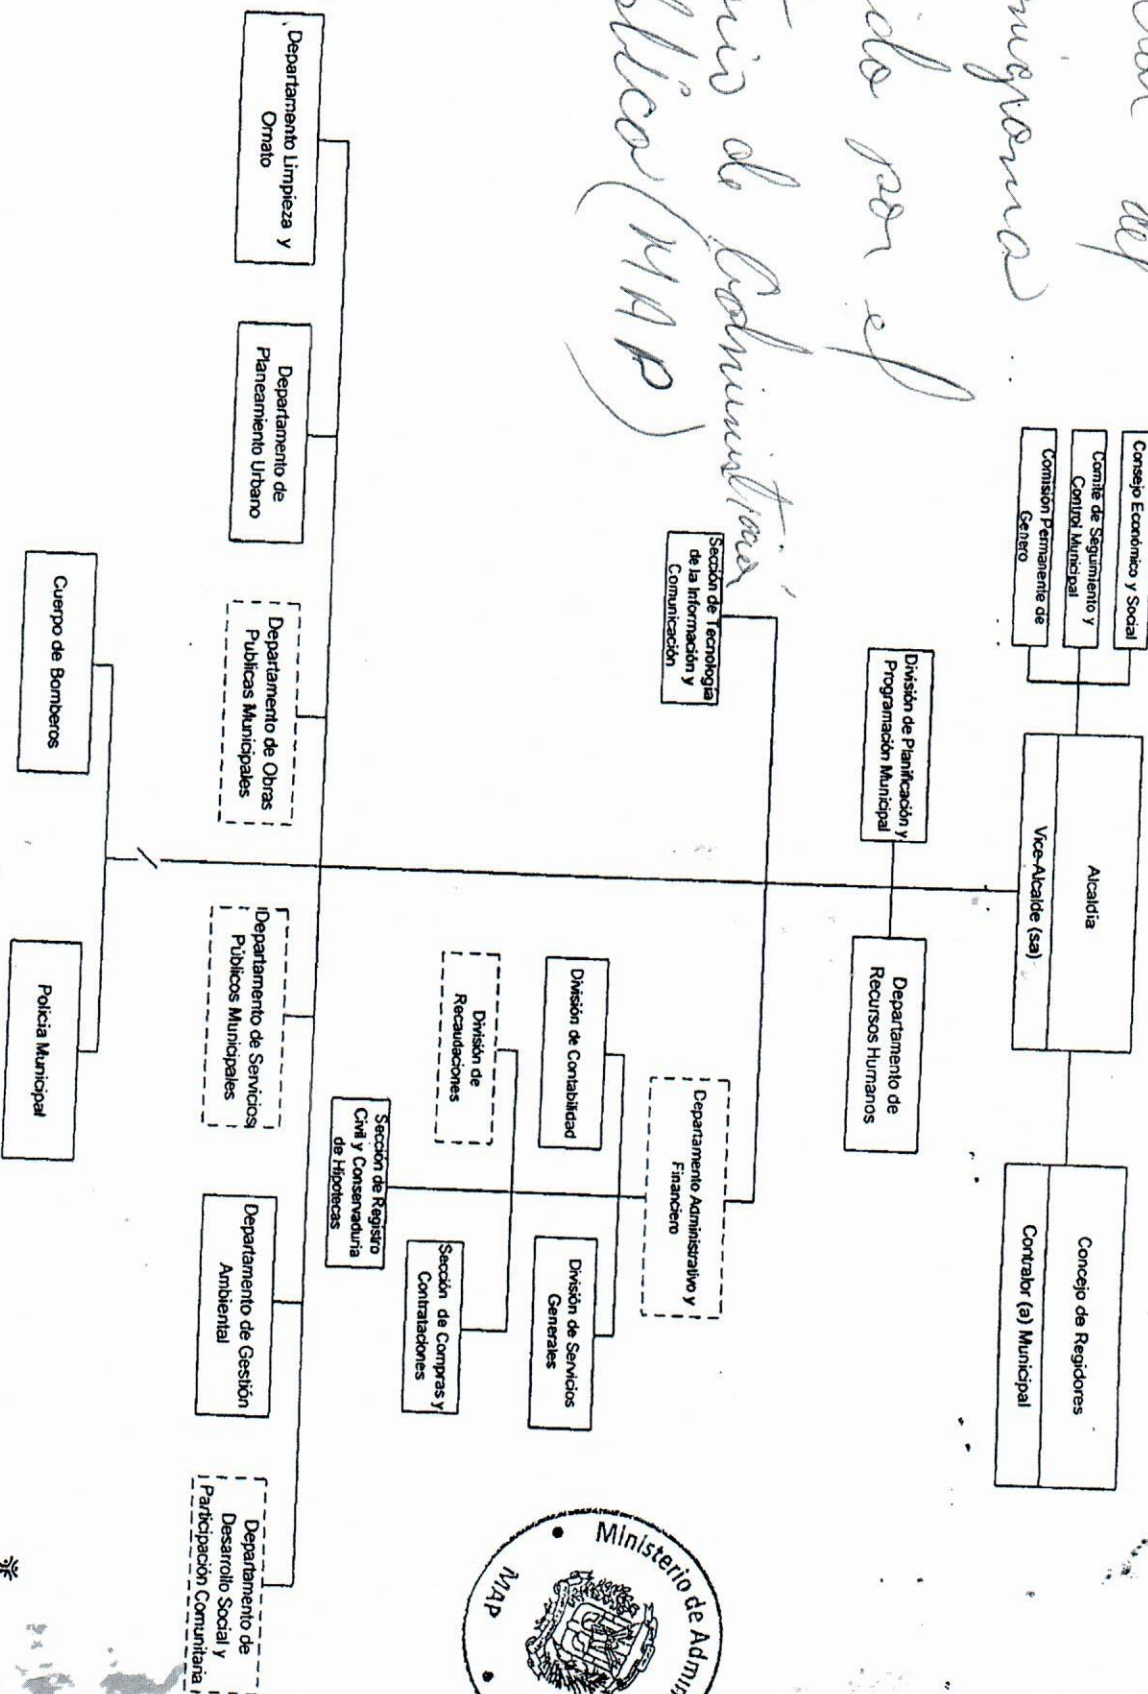 por el
de
(MAP)
Consejo Económico y Social
Comité de Seguimiento y
Control Municipal
Comisión Permanente de
Genero
Alcaldia
Vice-Alcalde (sa)
Concejo de Regidores
Contralor (a) Municipal
División de Planificación y
Programación Municipal
Departamento de
Recursos Humanos
Sección de Tecnología
de la Información y
Comunicación
Departamento Administrativo y
Financiero
División de Contabilidad
División de Servicios
Generales
División de
Recaudaciones
Sección de Compras y
Contrataciones
Sección de Registro
Civil y Conservaduria
de Hipotecas
Departamento Limpieza y
Ornato
Departamento de
Planeamiento Urbano
Departamento de Obras
Publicas Municipales
Departamento de Servicios
Públicos Municipales
Departamento de Gestión
Ambiental
Departamento de
Desarrollo Social y
Participación Comunitaria
Cuerpo de Bomberos
Policia Municipal
Ministerio de
MAP